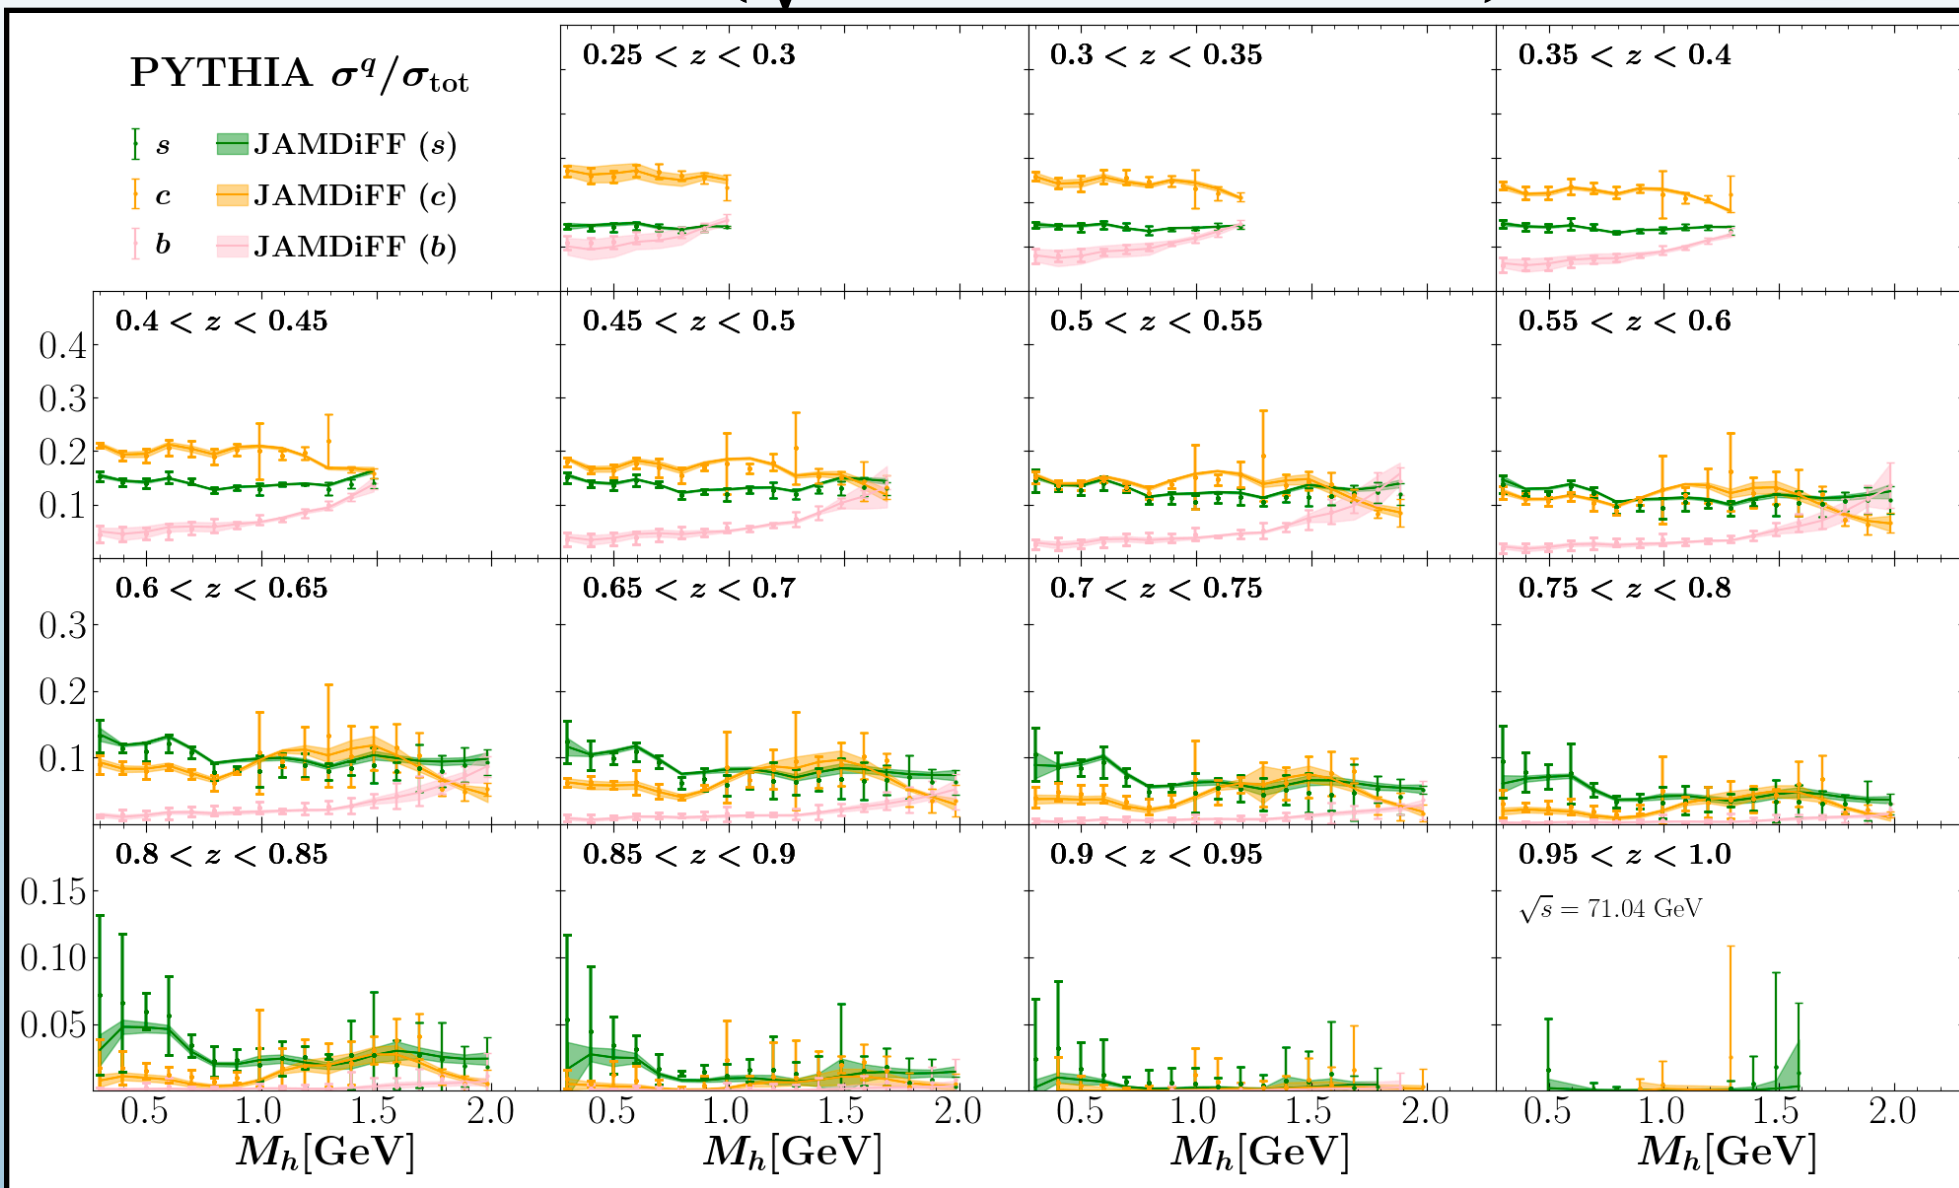 PYTHIA σ^q/σ_tot
s JAMDiFF (s)
c JAMDiFF (c)
b JAMDiFF (b)
0.25 < z < 0.3
0.3 < z < 0.35
0.35 < z < 0.4
0.4 < z < 0.45
0.45 < z < 0.5
0.5 < z < 0.55
0.55 < z < 0.6
0.4
0.3
0.2
0.1
0.6 < z < 0.65
0.65 < z < 0.7
0.7 < z < 0.75
0.75 < z < 0.8
0.3
0.2
0.1
0.8 < z < 0.85
0.85 < z < 0.9
0.9 < z < 0.95
0.95 < z < 1.0
√s = 71.04 GeV
0.15
0.10
0.05
0.5 1.0 1.5 2.0
0.5 1.0 1.5 2.0
0.5 1.0 1.5 2.0
0.5 1.0 1.5 2.0
M_h[GeV]
M_h[GeV]
M_h[GeV]
M_h[GeV]